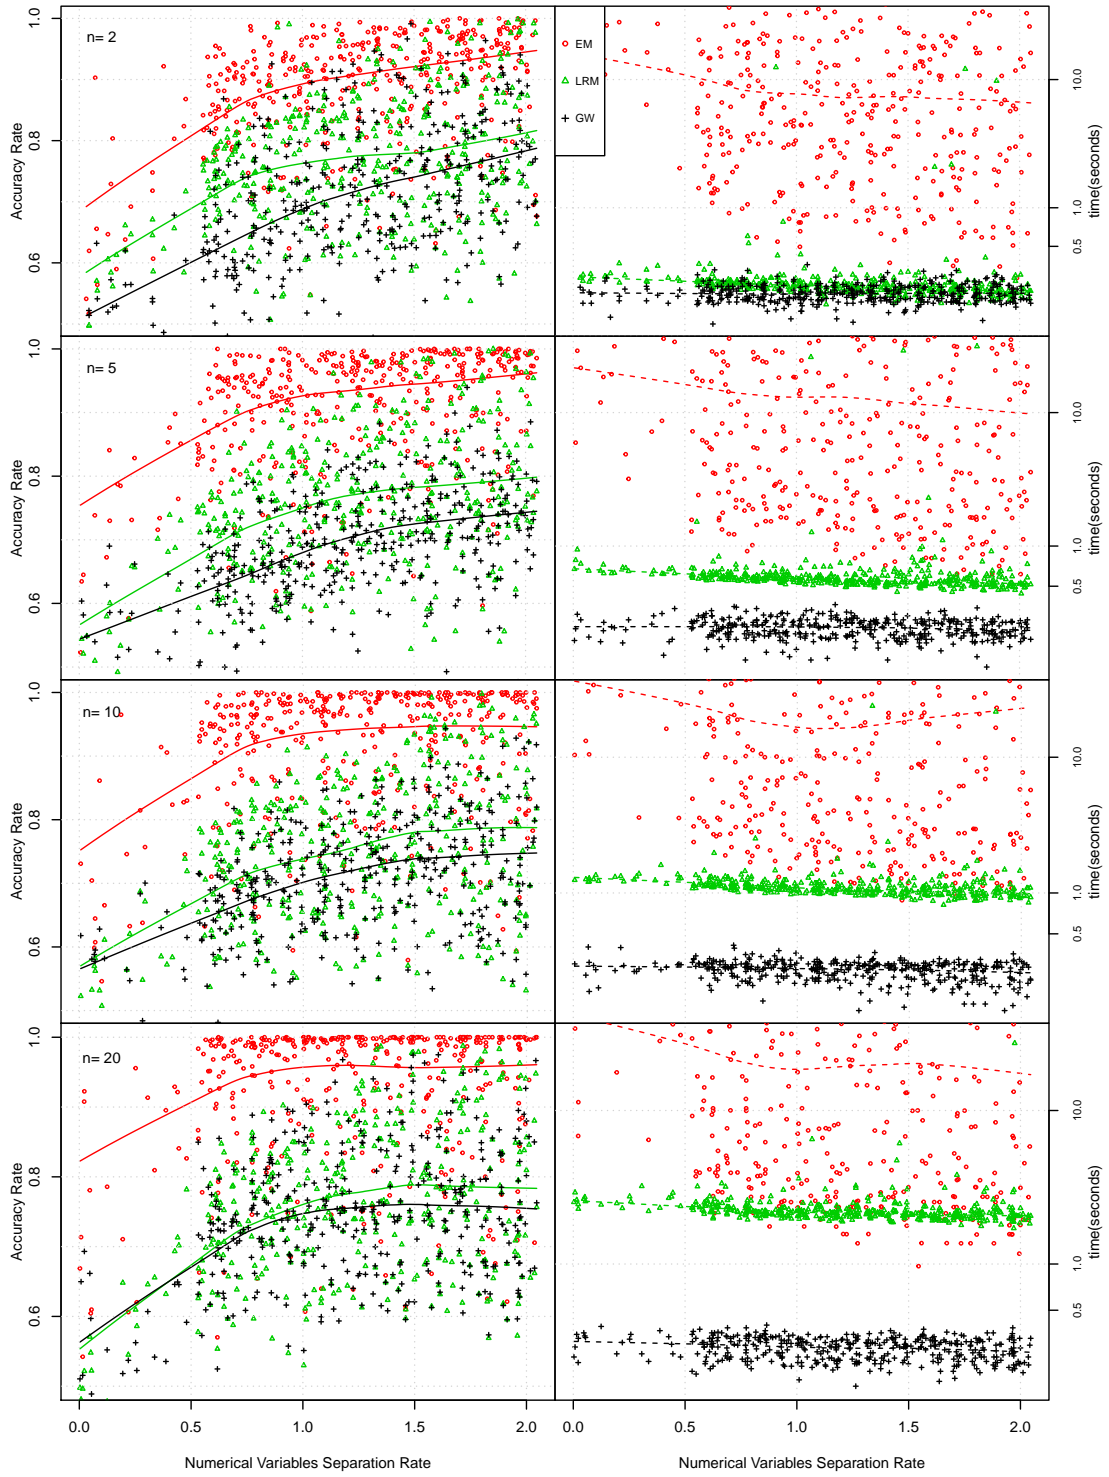 n= 2
1.0
0.8
0.6
Accuracy Rate
EM
LRM
GW
10.0
1.0
0.5
time(seconds)
n= 5
1.0
0.8
0.6
Accuracy Rate
10.0
1.0
0.5
time(seconds)
n= 10
1.0
0.8
0.6
Accuracy Rate
10.0
1.0
0.5
time(seconds)
n= 20
1.0
0.8
0.6
Accuracy Rate
10.0
1.0
0.5
time(seconds)
0.0 0.5 1.0 1.5 2.0
0.0 0.5 1.0 1.5 2.0
Numerical Variables Separation Rate
Numerical Variables Separation Rate